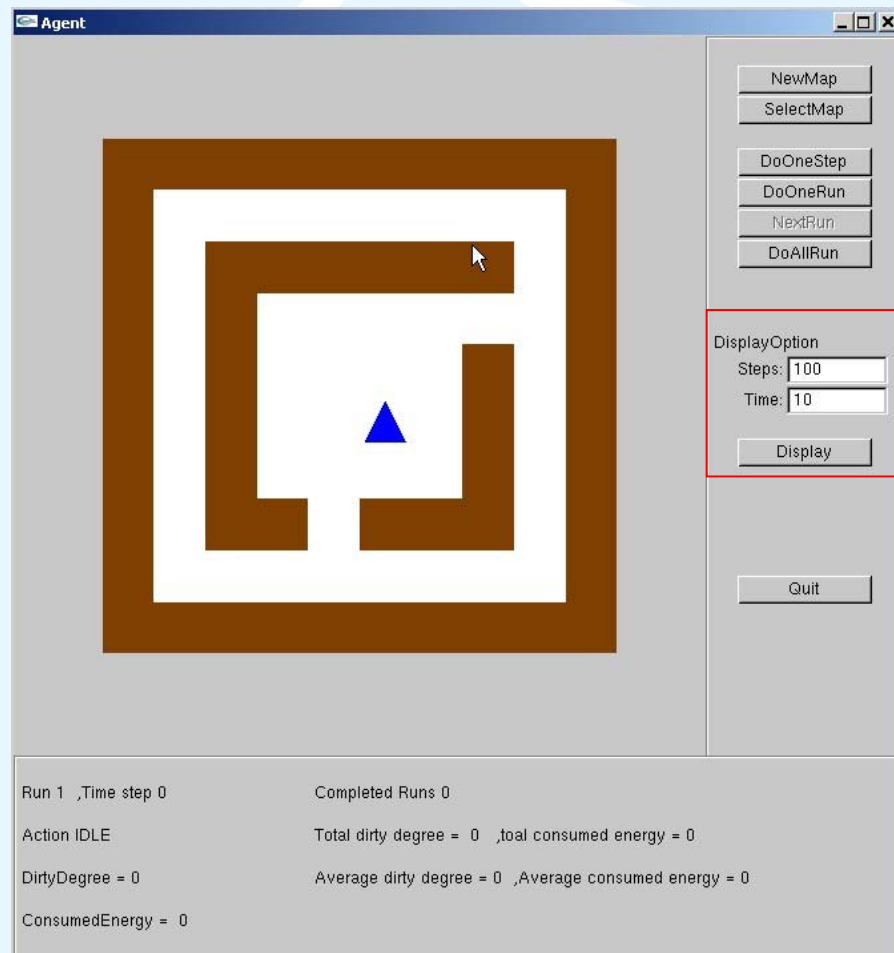 Agent
NewMap
SelectMap
DoOneStep
DoOneRun
NextRun
DoAllRun
DisplayOption
Steps: 100
Time: 10
Display
Quit
Run 1 ,Time step 0 Completed Runs 0
Action IDLE Total dirty degree = 0 ,toal consumed energy = 0
DirtyDegree = 0 Average dirty degree = 0 ,Average consumed energy = 0
ConsumedEnergy = 0